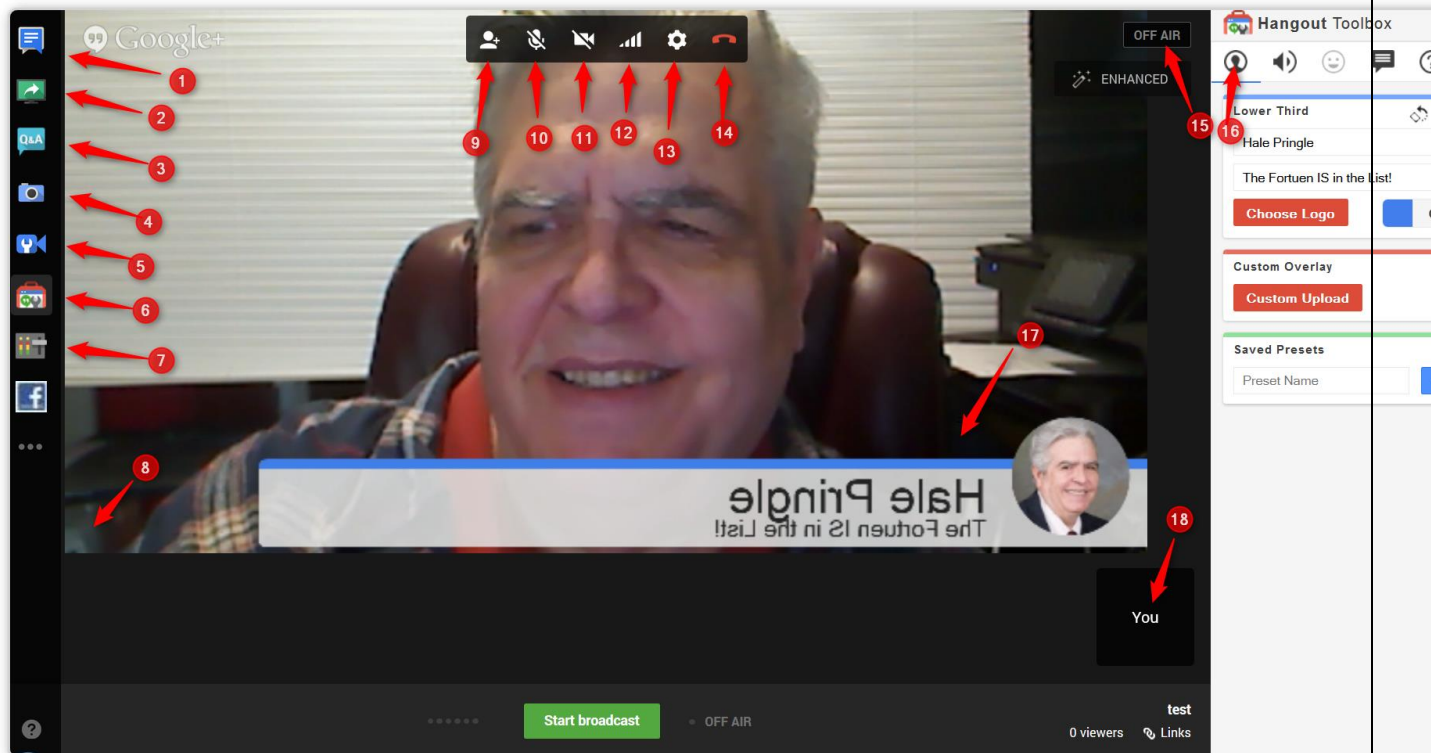 Google+
OFF AIR
ENHANCED
Hangout Toolbox
1
2
3
Q&A
4
5
6
7
8
9
10
11
12
13
14
15
16
17
18
Lower Third
Hale Pringle
The Fortuen IS in the List!
Choose Logo
Custom Overlay
Custom Upload
Saved Presets
Preset Name
Hale Pringle
The Fortuen IS in the List!
You
Start broadcast
OFF AIR
test
0 viewers
Links